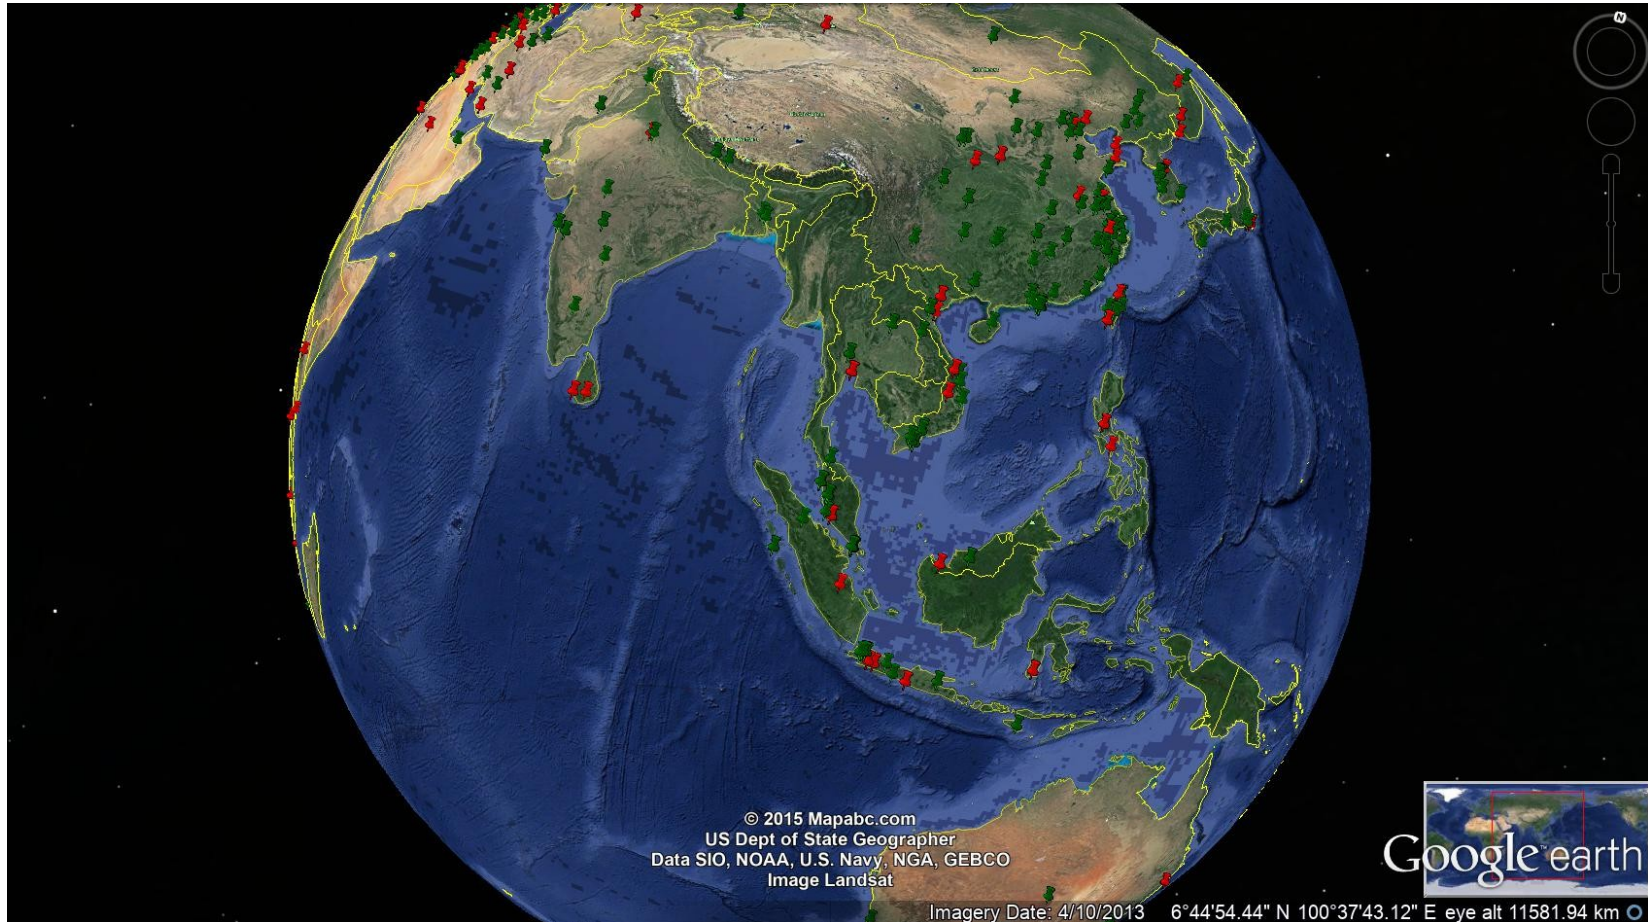 N
© 2015 Mapabc.com
US Dept of State Geographer
Data SIO, NOAA, U.S. Navy, NGA, GEBCO
Image Landsat
Google earth
Imagery Date: 4/10/2013 6°44'54.44" N 100°37'43.12" E eye alt 11581.94 km